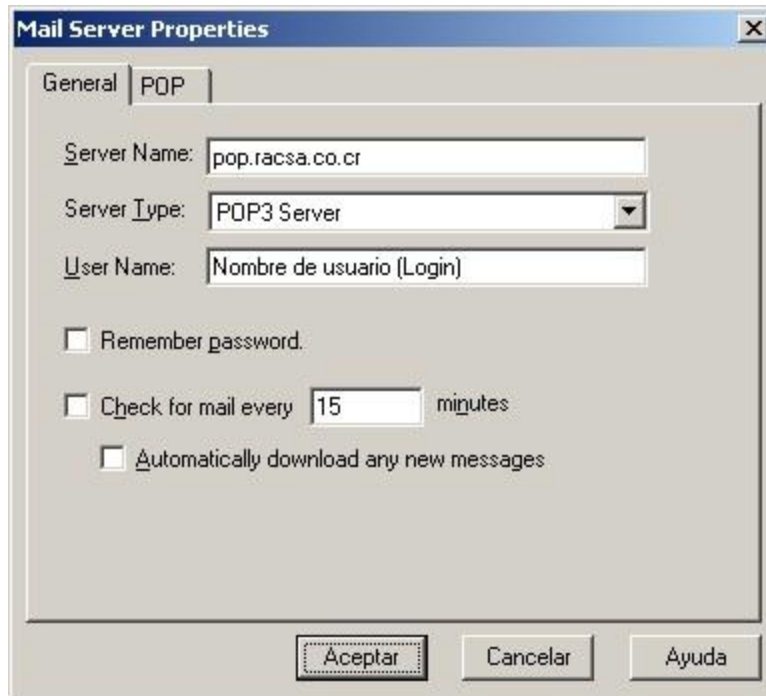 Mail Server Properties
General POP
Server Name: pop.racsa.co.cr
Server Type: POP3 Server
User Name: Nombre de usuario (Login)
Remember password.
Check for mail every 15 minutes
Automatically download any new messages
Aceptar Cancelar Ayuda